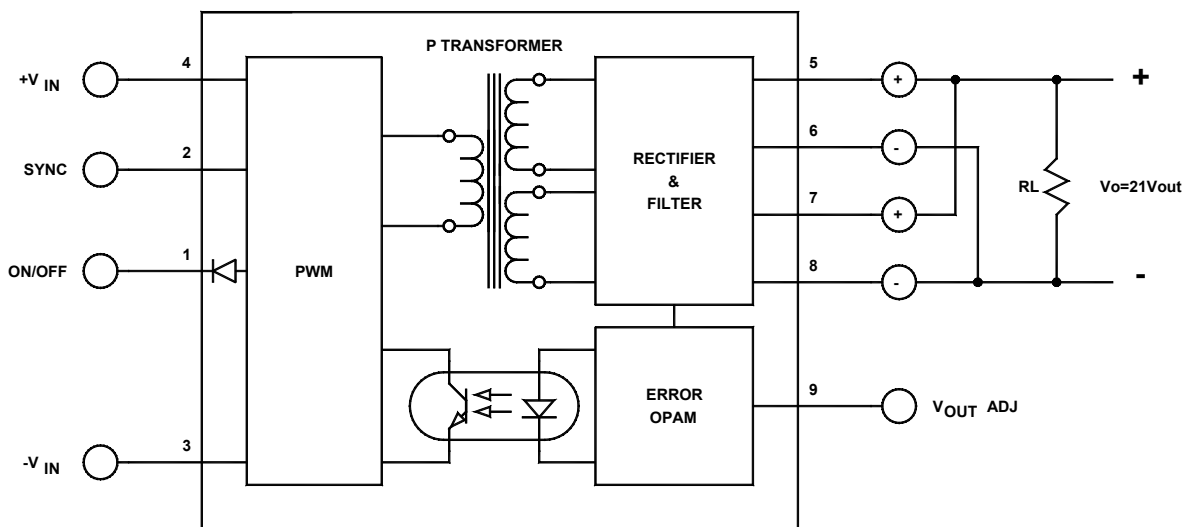 P TRANSFORMER
+V IN
4
SYNC
2
ON/OFF
1
-V IN
3
PWM
RECTIFIER
&
FILTER
ERROR
OPAM
5
+
6
-
7
+
8
-
9
VOUT ADJ
+
RL
Vo=21Vout
-